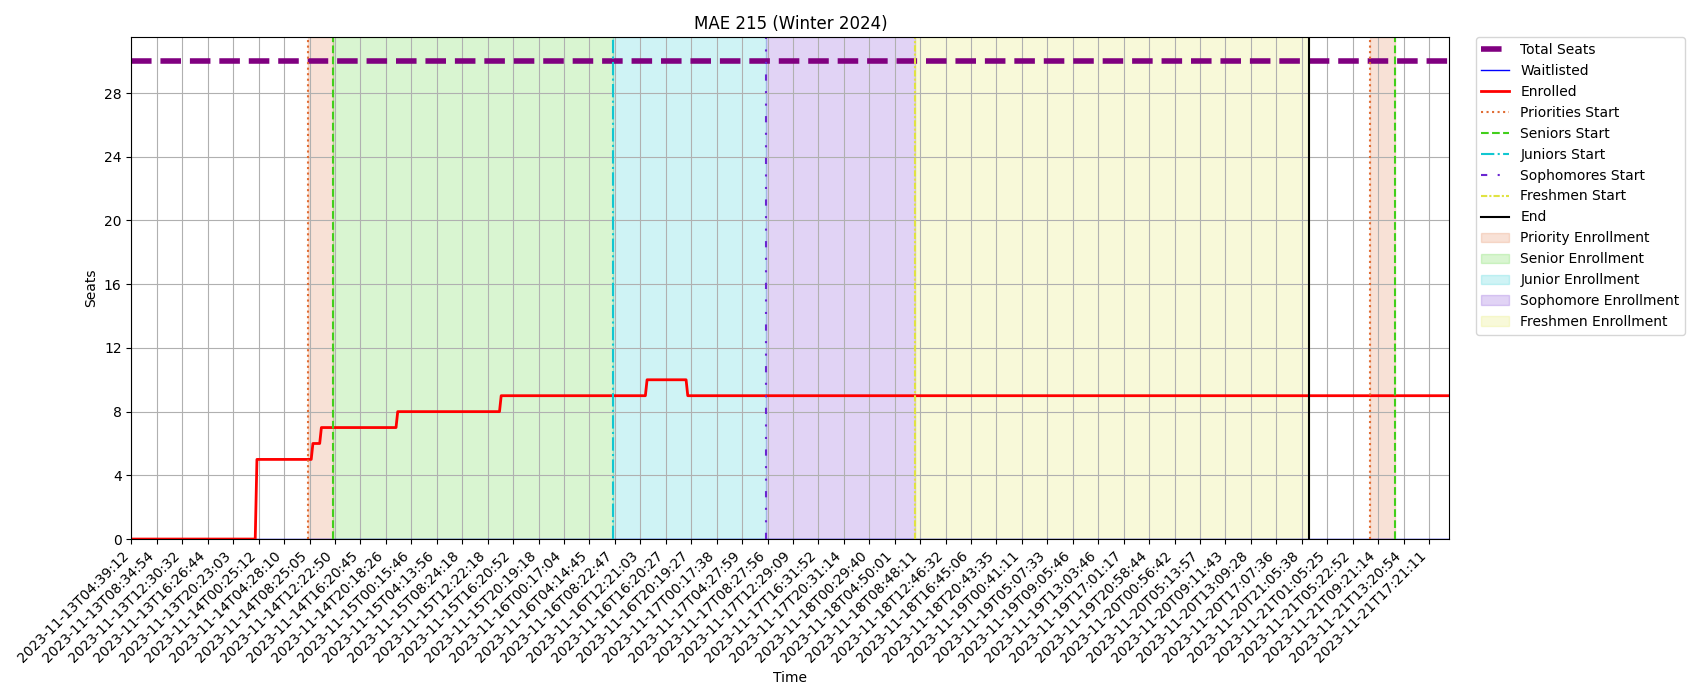 MAE 215 (Winter 2024)
Seats
28
24
20
16
12
8
4
0
2023-11-13T04:39:12
2023-11-13T08:34:54
2023-11-13T12:30:32
2023-11-13T16:26:44
2023-11-13T20:23:03
2023-11-14T00:25:12
2023-11-14T04:28:10
2023-11-14T08:25:05
2023-11-14T12:22:50
2023-11-14T16:20:45
2023-11-14T20:18:26
2023-11-15T00:15:46
2023-11-15T04:13:56
2023-11-15T08:24:18
2023-11-15T12:22:18
2023-11-15T16:20:52
2023-11-15T20:19:18
2023-11-16T00:17:04
2023-11-16T04:14:45
2023-11-16T08:22:47
2023-11-16T12:21:03
2023-11-16T16:20:27
2023-11-16T20:19:27
2023-11-17T00:17:38
2023-11-17T04:27:59
2023-11-17T08:27:56
2023-11-17T12:29:09
2023-11-17T16:31:52
2023-11-17T20:31:14
2023-11-18T00:29:40
2023-11-18T04:50:01
2023-11-18T08:48:11
2023-11-18T12:46:32
2023-11-18T16:45:06
2023-11-18T20:43:35
2023-11-19T00:41:11
2023-11-19T05:07:33
2023-11-19T09:05:46
2023-11-19T13:03:46
2023-11-19T17:01:17
2023-11-19T20:58:44
2023-11-20T00:56:42
2023-11-20T05:13:57
2023-11-20T09:11:43
2023-11-20T13:09:28
2023-11-20T17:07:36
2023-11-20T21:05:38
2023-11-21T01:05:25
2023-11-21T05:22:52
2023-11-21T09:21:14
2023-11-21T13:20:54
2023-11-21T17:21:11
Time
Total Seats
Waitlisted
Enrolled
Priorities Start
Seniors Start
Juniors Start
Sophomores Start
Freshmen Start
End
Priority Enrollment
Senior Enrollment
Junior Enrollment
Sophomore Enrollment
Freshmen Enrollment